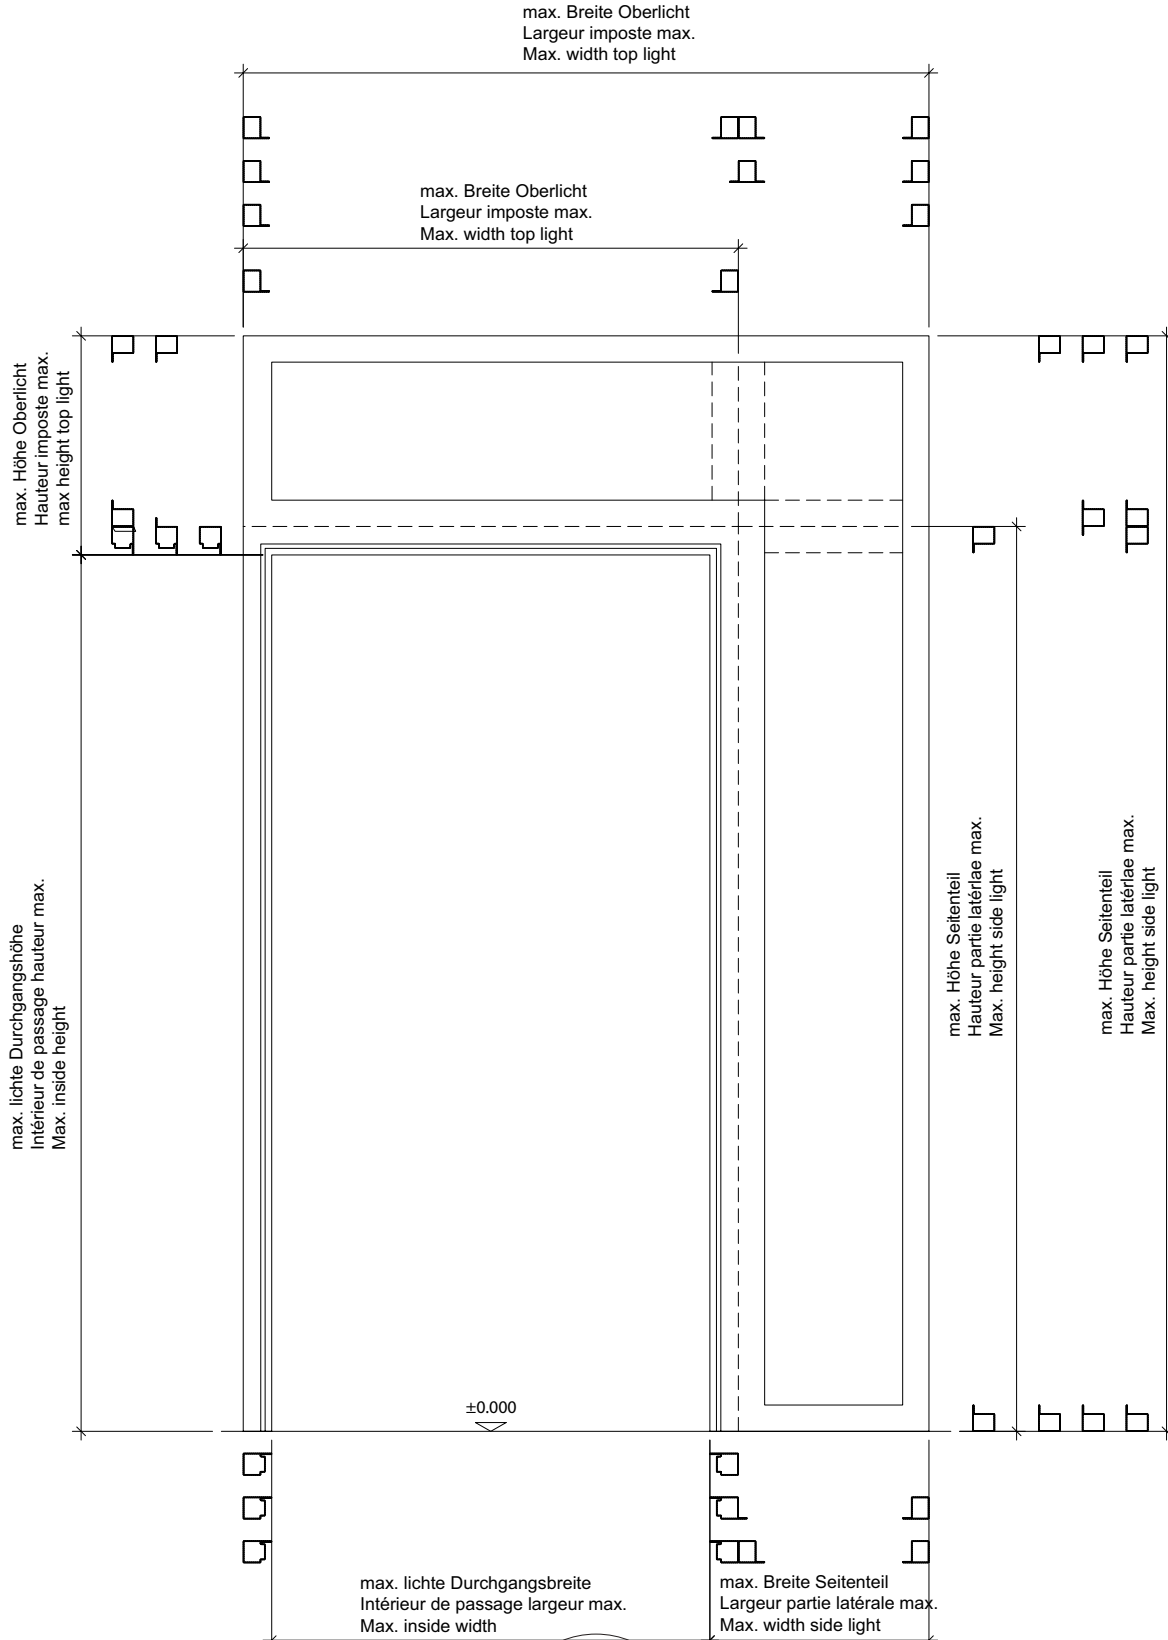 max. Breite Oberlicht
Largeur imposte max.
Max. width top light
max. Breite Oberlicht
Largeur imposte max.
Max. width top light
max. Höhe Oberlicht
Hauteur imposte max.
max height top light
max. lichte Durchgangshöhe
Intérieur de passage hauteur max.
Max. inside height
max. Höhe Seitenteil
Hauteur partie latérlae max.
Max. height side light
max. Höhe Seitenteil
Hauteur partie latérlae max.
Max. height side light
±0.000
max. lichte Durchgangsbreite
Intérieur de passage largeur max.
Max. inside width
max. Breite Seitenteil
Largeur partie latérale max.
Max. width side light